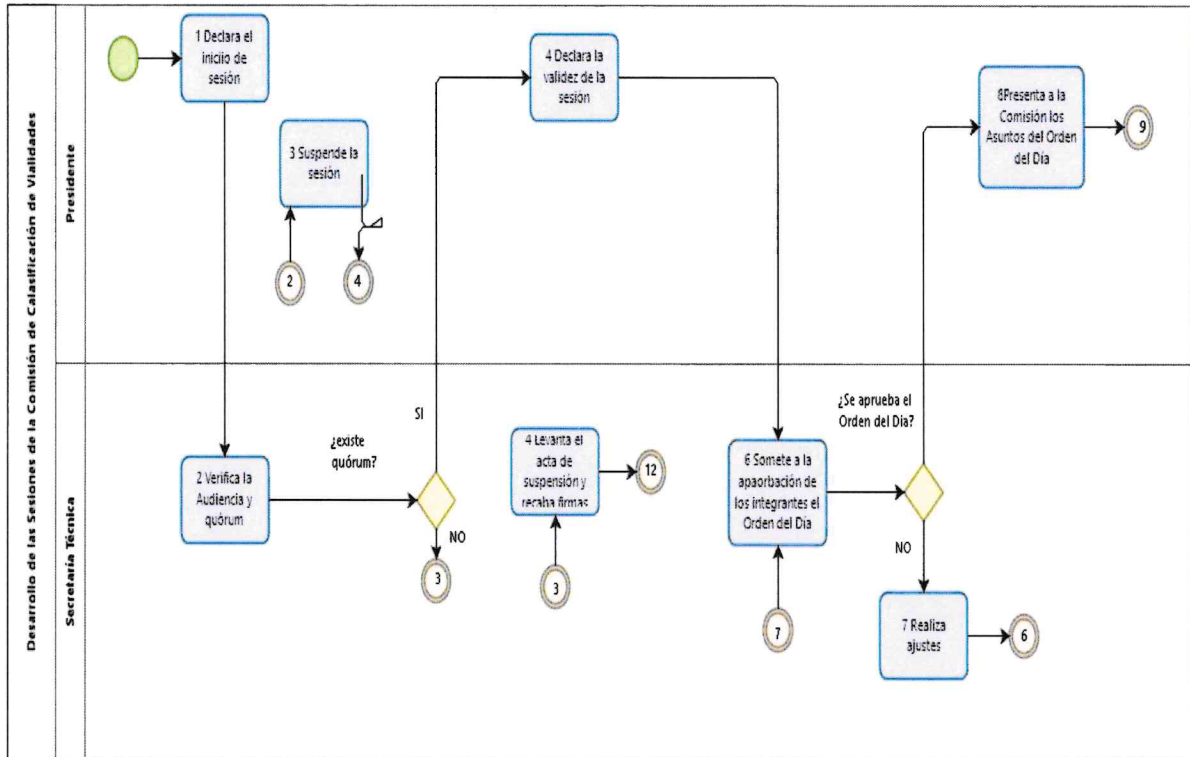 Desarrollo de las Sesiones de la Comisión de Calasificación de Vialidades
Presidente
1 Declara el
iniciio de
sesión
3 Suspende la
sesión
2
4
4 Declara la
validez de la
sesión
8Presenta a la
Comisión los
Asuntos del Orden
del Día
9
Secretaría Técnica
2 Verifica la
Audiencia y
quórum
¿existe
quórum?
SI
NO
3
4 Levanta el
acta de
suspensión y
recaba firmas
12
3
6 Somete a la
apaorbación de
los integrantes el
Orden del Día
7
¿Se aprueba el
Orden del Día?
NO
7 Realiza
ajustes
6